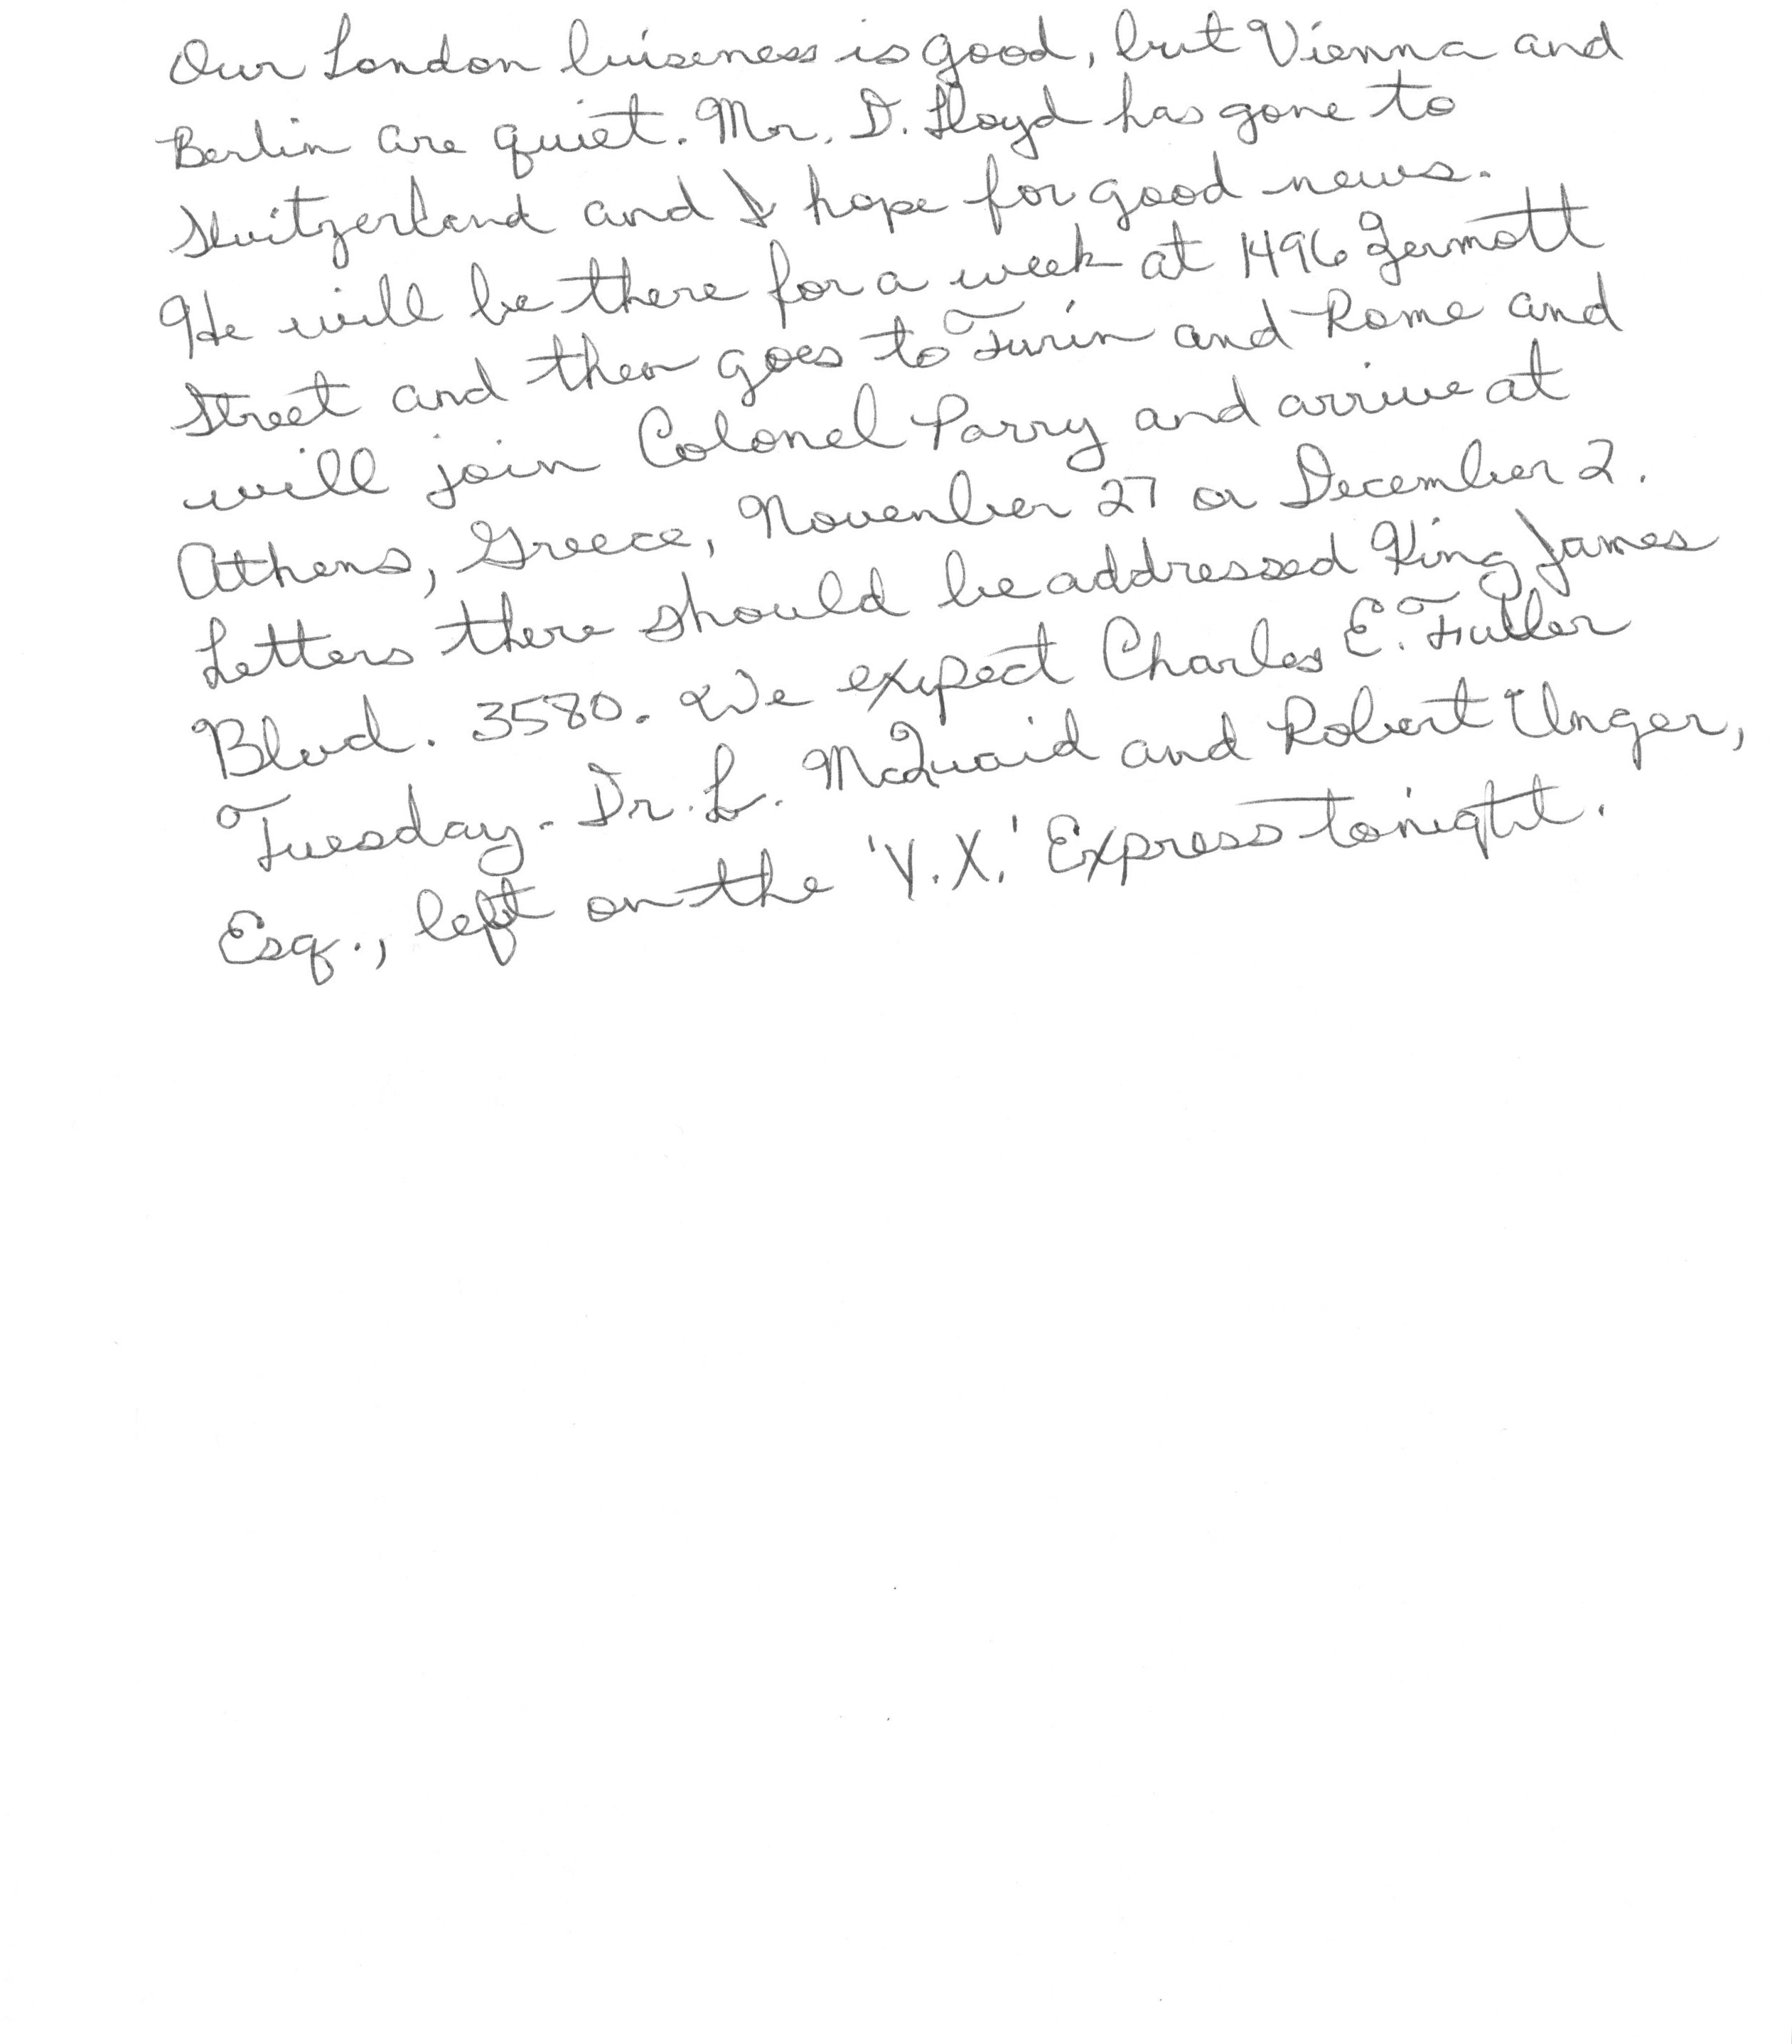 Our London buiseness is good, but Vienna and
Berlin are quiet. Mr. D. Lloyd has gone to
Switzerland and I hope for good news.
He will be there for a week at 1496 Zermott
Street and then goes to Turin and Rome and
will join Colonel Parry and arrive at
Athens, Greece, November 27 or December 2.
Letters there should be addressed King James
Blvd. 3580. We expect Charles E. Fuller
Tuesday. Dr. L. McQuaid and Robert Unger,
Esq., left on the 'Y.X.' Express tonight.